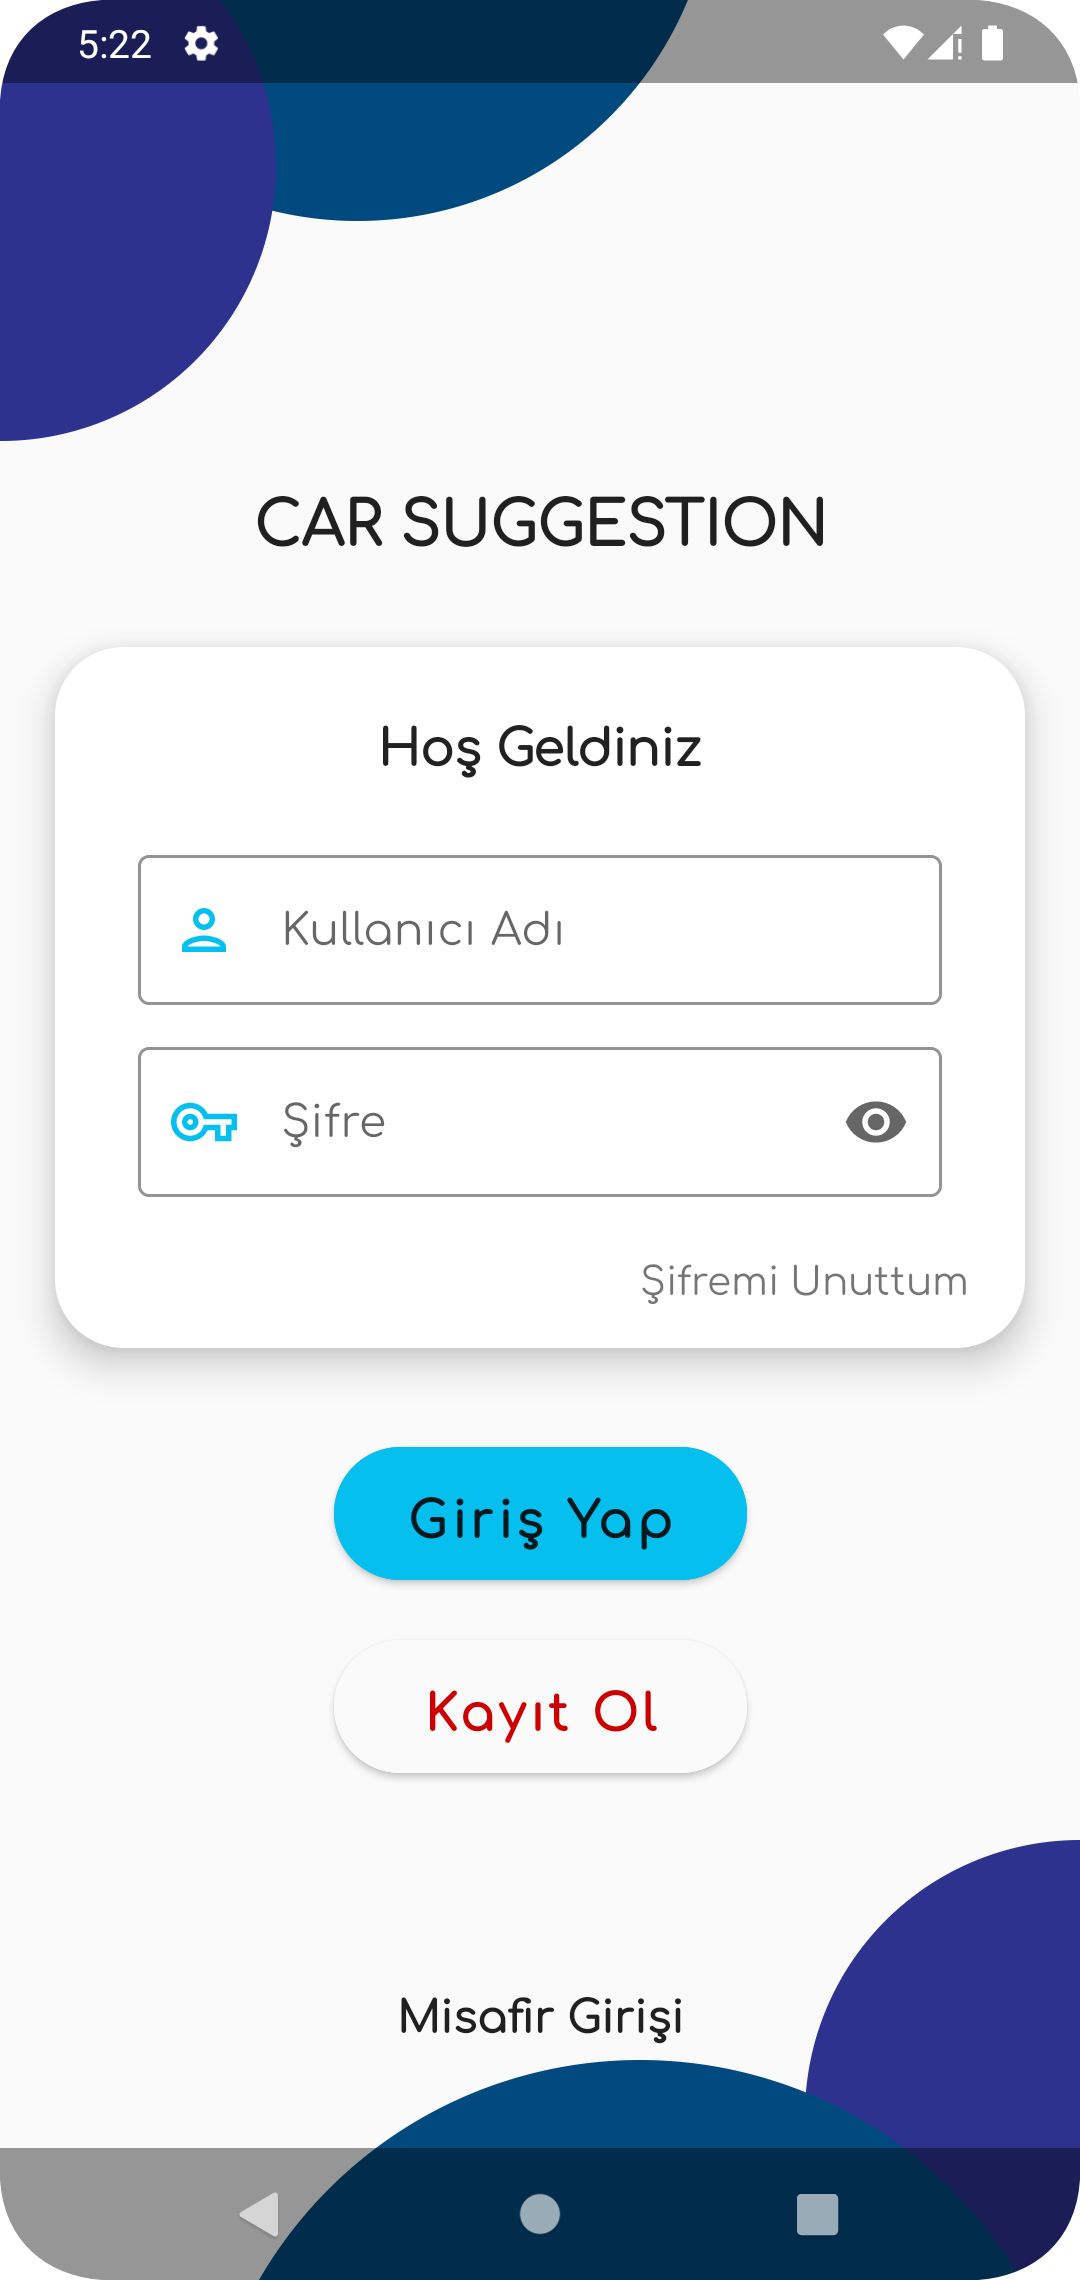 5:22
CAR SUGGESTION
Hoş Geldiniz
Kullanıcı Adı
Şifre
Şifremi Unuttum
Giriş Yap
Kayıt Ol
Misafir Girişi